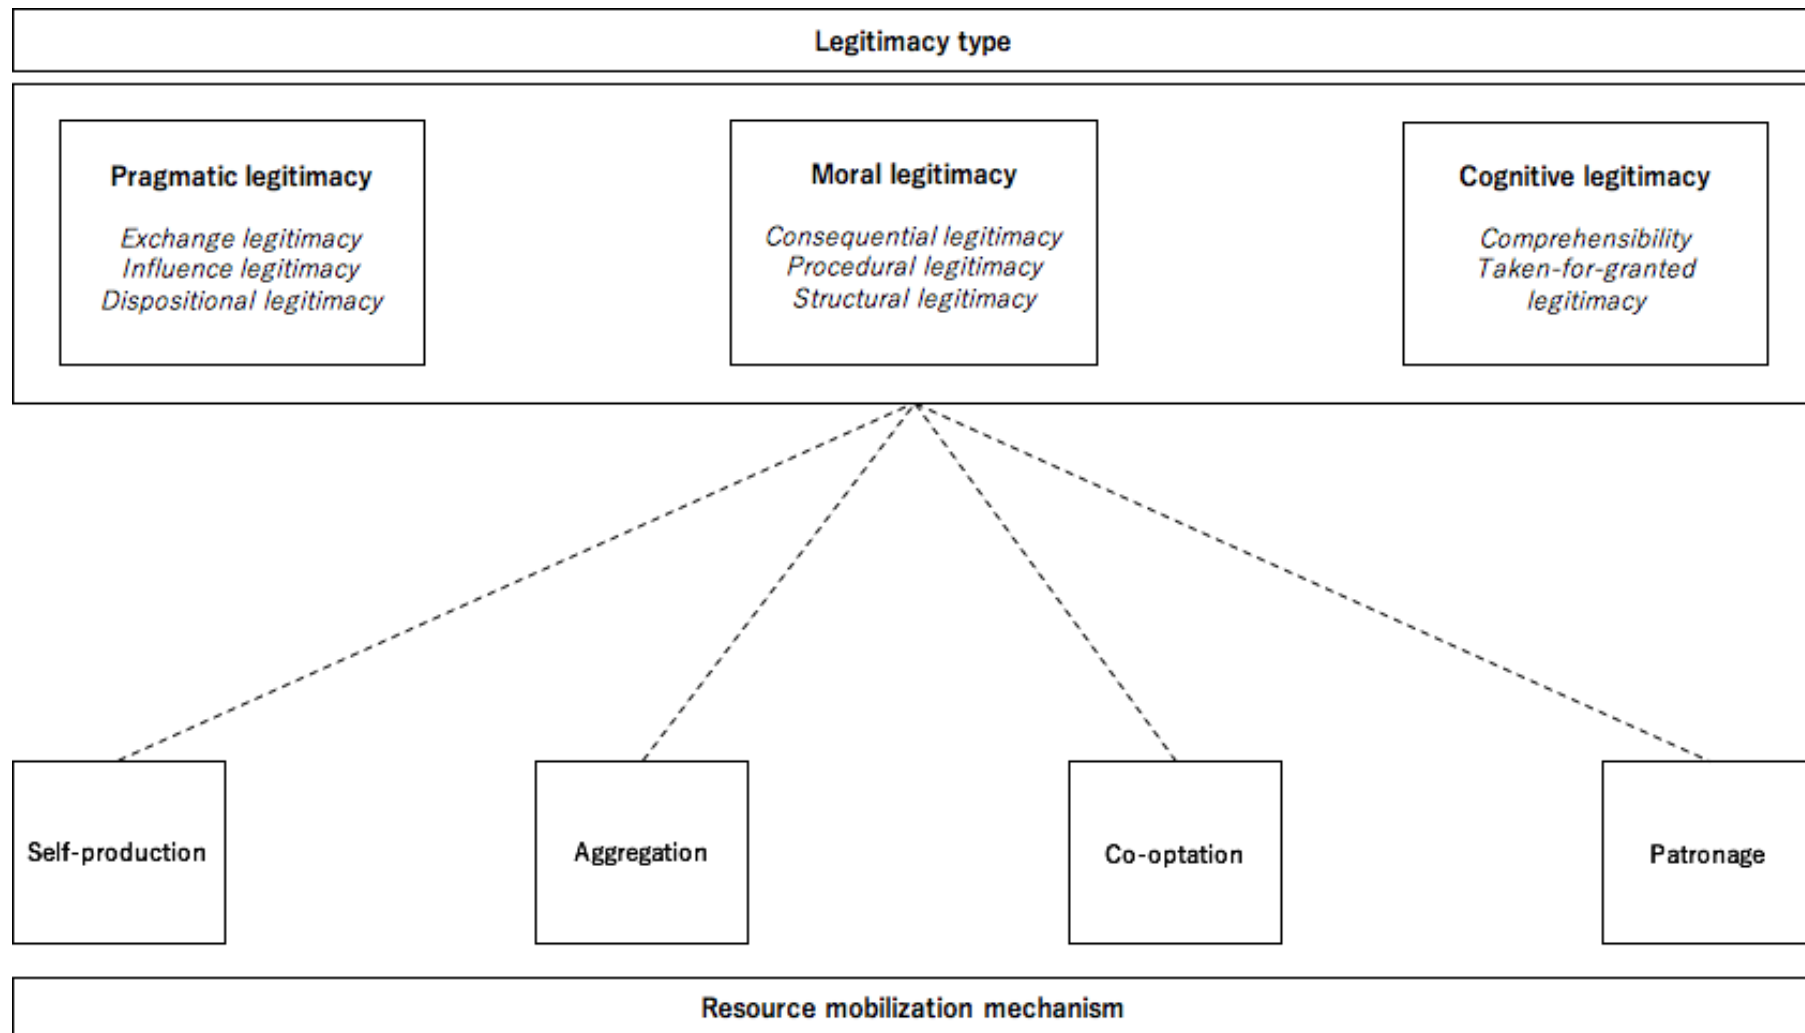 Legitimacy type
Pragmatic legitimacy
Exchange legitimacy
Influence legitimacy
Dispositional legitimacy
Moral legitimacy
Consequential legitimacy
Procedural legitimacy
Structural legitimacy
Cognitive legitimacy
Comprehensibility
Taken-for-granted
legitimacy
Self-production
Aggregation
Co-optation
Patronage
Resource mobilization mechanism